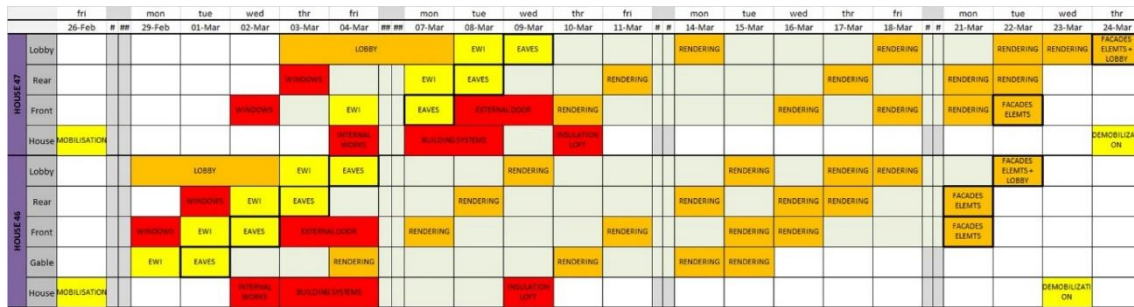 fri mon tue wed thr fri mon tue wed thr fri mon tue wed thr fri mon tue wed thr
26-Feb # ## 29-Feb 01-Mar 02-Mar 03-Mar 04-Mar ## ## 07-Mar 08-Mar 09-Mar 10-Mar 11-Mar # # 14-Mar 15-Mar 16-Mar 17-Mar 18-Mar # # 21-Mar 22-Mar 23-Mar 24-Mar
HOUSE 47
Lobby LOBBY EWI EAVES RENDERING RENDERING RENDERING RENDERING FACADES ELEMTS + LOBBY
Rear WINDOWS EWI EAVES RENDERING RENDERING RENDERING RENDERING
Front WINDOWS EWI EAVES EXTERNAL DOOR RENDERING RENDERING RENDERING RENDERING FACADES ELEMTS
House MOBILISATION INTERNAL WORKS BUILDING SYSTEMS INSULATION LOFT DEMOBILIZATI ON
HOUSE 46
Lobby LOBBY EWI EAVES RENDERING RENDERING RENDERING RENDERING FACADES ELEMTS + LOBBY
Rear WINDOWS EWI EAVES RENDERING RENDERING RENDERING RENDERING FACADES ELEMTS
Front WINDOWS EWI EAVES EXTERNAL DOOR RENDERING RENDERING RENDERING RENDERING FACADES ELEMTS
Gable EWI EAVES RENDERING RENDERING RENDERING RENDERING
House MOBILISATION INTERNAL WORKS BUILDING SYSTEMS INSULATION LOFT DEMOBILIZATI ON